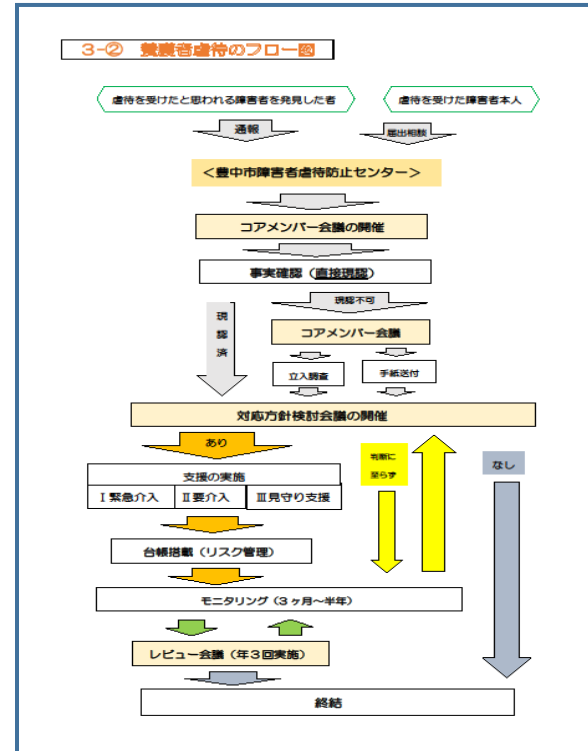 3-② 養護者虐待のフロー図
虐待を受けたと思われる障害者を発見した者
虐待を受けた障害者本人
通報
届出相談
＜豊中市障害者虐待防止センター＞
コアメンバー会議の開催
事実確認（直接現認）
現認不可
現認済
コアメンバー会議
立入調査
手紙送付
対応方針検討会議の開催
あり
判断に
至らず
なし
支援の実施
Ⅰ緊急介入
Ⅱ要介入
Ⅲ見守り支援
台帳搭載（リスク管理）
モニタリング（3ヶ月～半年）
レビュー会議（年3回実施）
終結